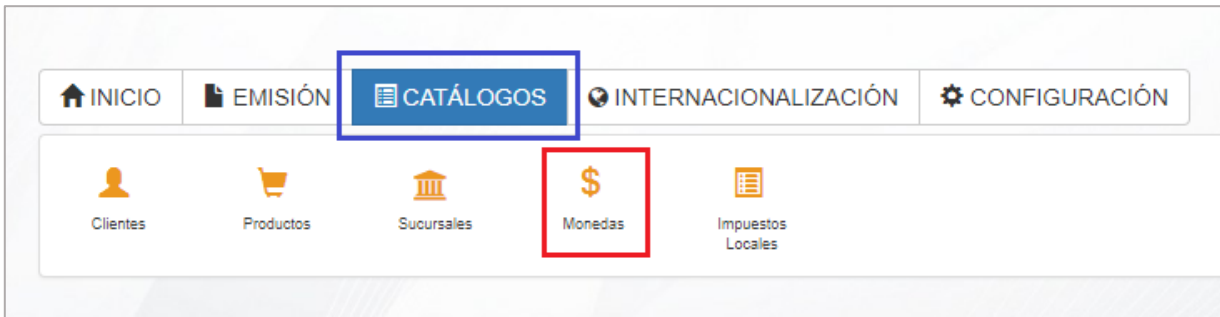 INICIO EMISIÓN CATÁLOGOS INTERNACIONALIZACIÓN CONFIGURACIÓN
Clientes Productos Sucursales Monedas Impuestos
Locales